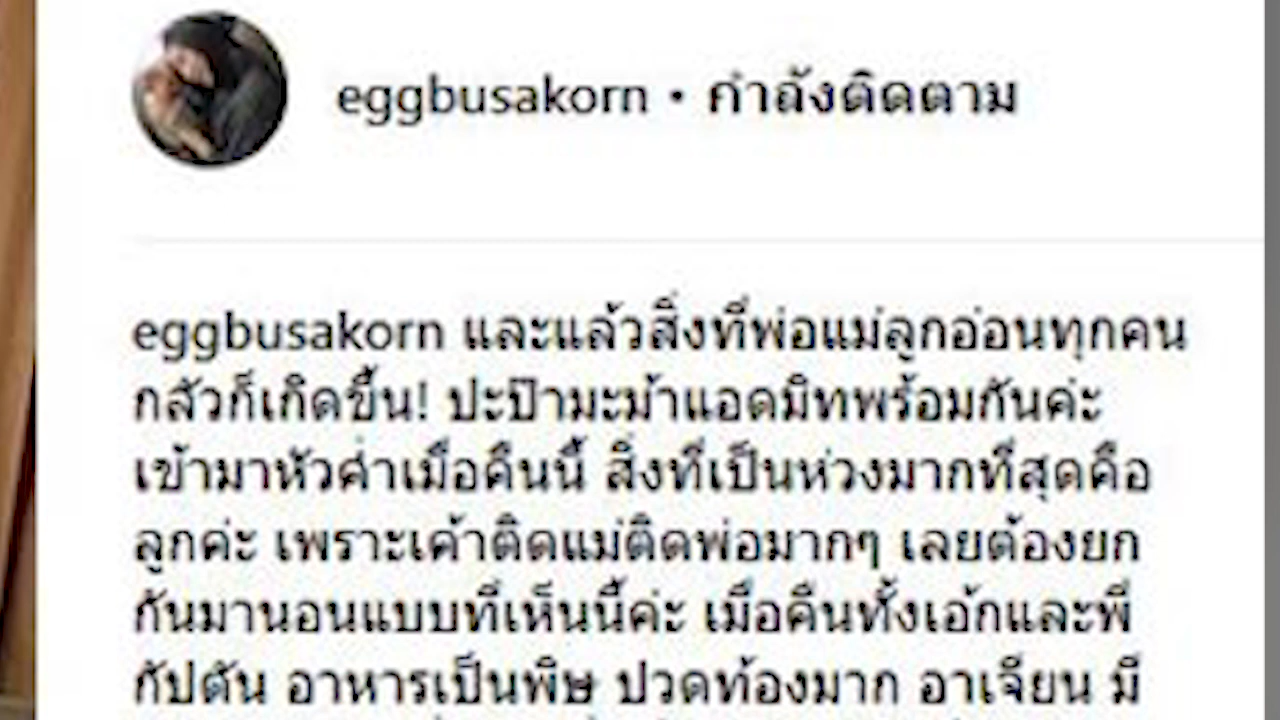 eggbusakorn • กำลังติดตาม
eggbusakorn และแล้วสิ่งที่พ่อแม่ลูกอ่อนทุกคน
กลัวก็เกิดขึ้น! ปะป๊ามะม้าแอดมิทพร้อมกันค่ะ
เข้ามาหัวค่ำเมื่อคืนนี้ สิ่งที่เป็นห่วงมากที่สุดคือ
ลูกค่ะ เพราะเค้าติดแม่ติดพ่อมากๆ เลยต้องยก
กันมานอนแบบที่เห็นนี้ค่ะ เมื่อคืนทั้งเอ้กและพี่
กัปตัน อาหารเป็นพิษ ปวดท้องมาก อาเจียน มี